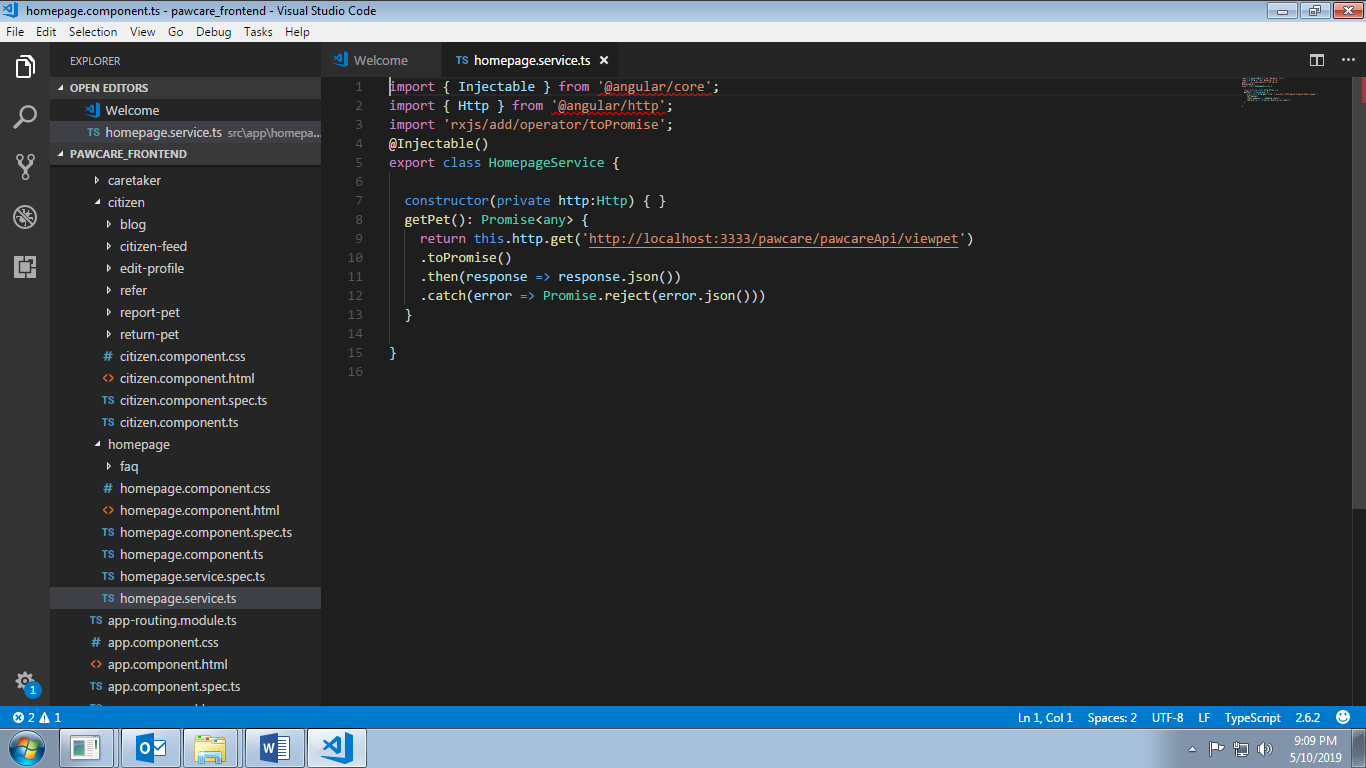 homepage.component.ts - pawcare_frontend - Visual Studio Code
File Edit Selection View Go Debug Tasks Help
EXPLORER
OPEN EDITORS
Welcome
TS homepage.service.ts src\app\homepa...
PAWCARE_FRONTEND
caretaker
citizen
blog
citizen-feed
edit-profile
refer
report-pet
return-pet
# citizen.component.css
<> citizen.component.html
TS citizen.component.spec.ts
TS citizen.component.ts
homepage
faq
# homepage.component.css
<> homepage.component.html
TS homepage.component.spec.ts
TS homepage.component.ts
TS homepage.service.spec.ts
TS homepage.service.ts
TS app-routing.module.ts
# app.component.css
<> app.component.html
TS app.component.spec.ts
1
Welcome TS homepage.service.ts
1 import { Injectable } from '@angular/core';
2 import { Http } from '@angular/http';
3 import 'rxjs/add/operator/toPromise';
4 @Injectable()
5 export class HomepageService {
6
7 constructor(private http:Http) { }
8 getPet(): Promise<any> {
9 return this.http.get('http://localhost:3333/pawcare/pawcareApi/viewpet')
10 .toPromise()
11 .then(response => response.json())
12 .catch(error => Promise.reject(error.json()))
13 }
14
15 }
16
2 1 Ln 1, Col 1 Spaces: 2 UTF-8 LF TypeScript 2.6.2
9:09 PM
5/10/2019